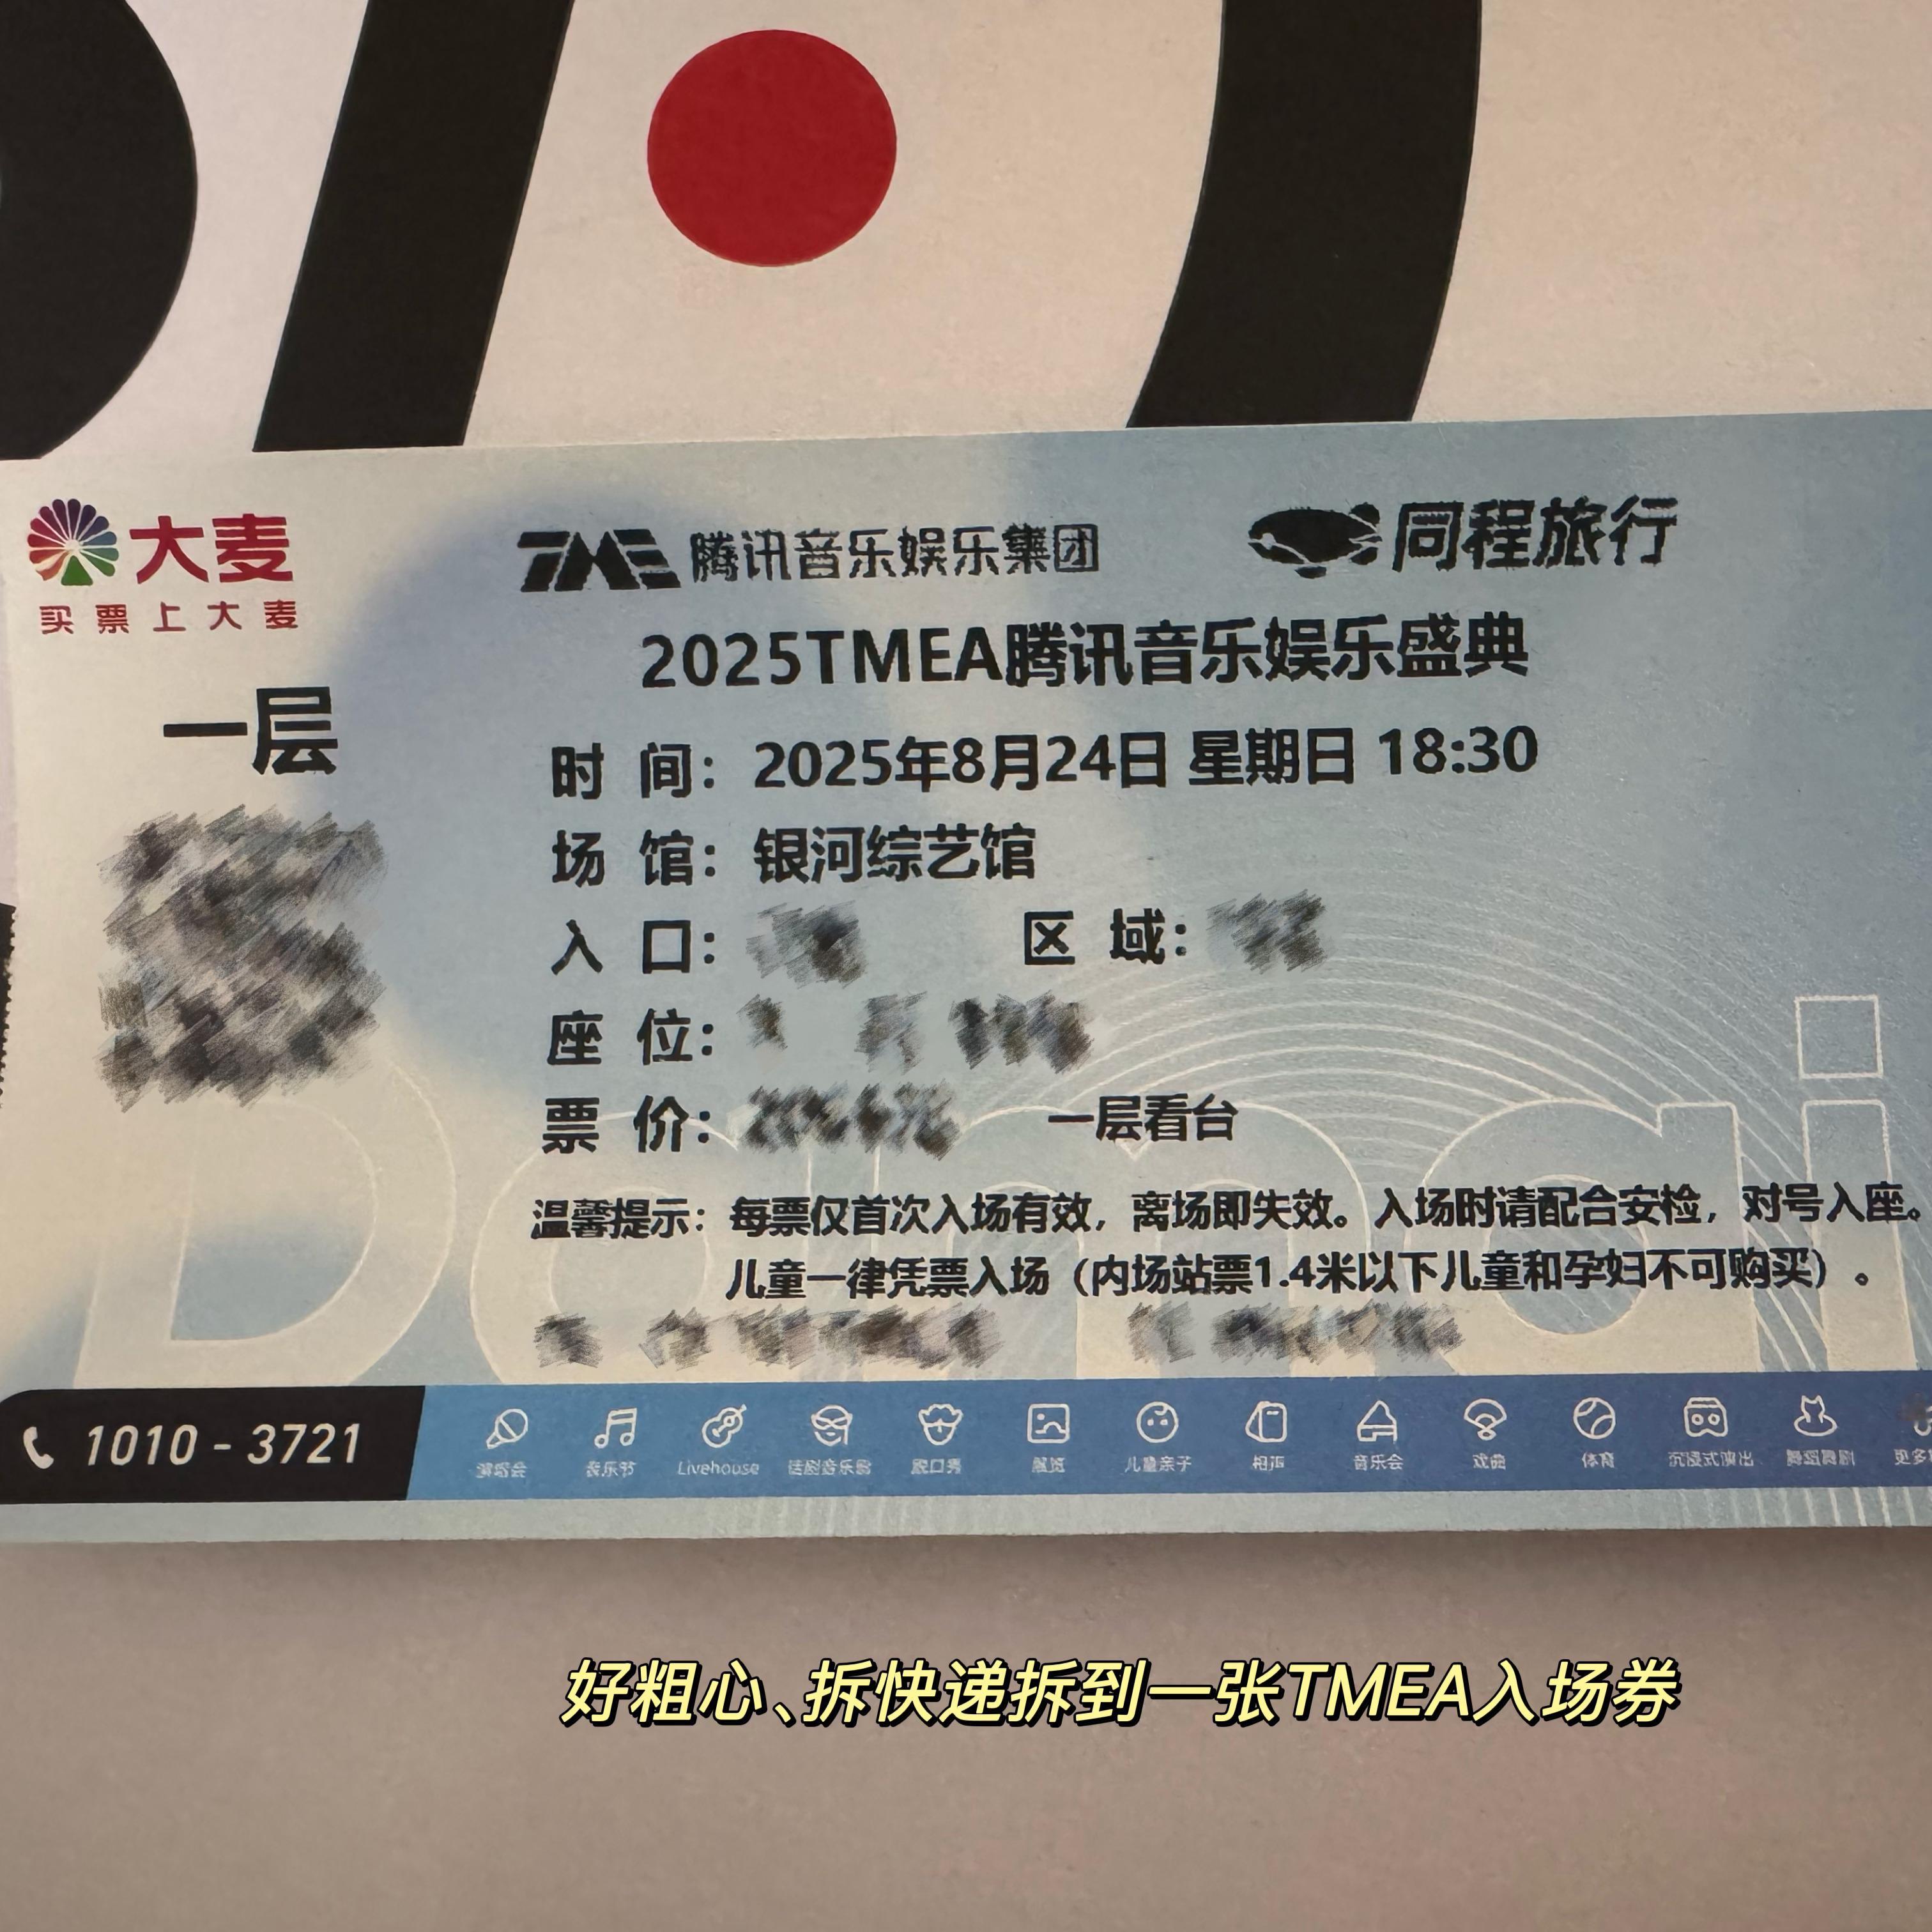 大麦
买票上大麦
一层
TME 腾讯音乐娱乐集团 同程旅行
2025TMEA腾讯音乐娱乐盛典
时 间：2025年8月24日 星期日 18:30
场 馆：银河综艺馆
入 口： 区 域：
座 位：
票 价： 一层看台
温馨提示：每票仅首次入场有效，离场即失效。入场时请配合安检，对号入座。
儿童一律凭票入场（内场站票1.4米以下儿童和孕妇不可购买）。
Damai
1010 - 3721
演唱会 音乐节 Livehouse 话剧音乐剧 脱口秀 展览 儿童亲子 相声 音乐会 戏曲 体育 沉浸式演出 舞蹈舞剧 更多
好粗心、拆快递拆到一张TMEA入场券